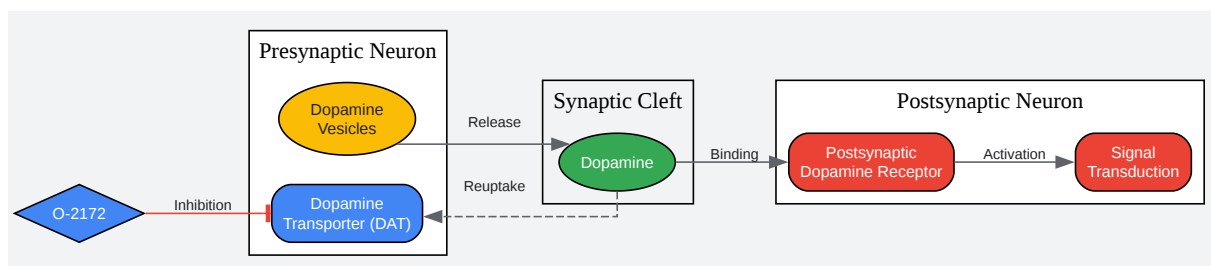 Presynaptic Neuron
Dopamine
Vesicles
Release
Synaptic Cleft
Dopamine
Binding
Postsynaptic Neuron
Postsynaptic
Dopamine Receptor
Activation
Signal
Transduction
O-2172
Inhibition
Dopamine
Transporter (DAT)
Reuptake